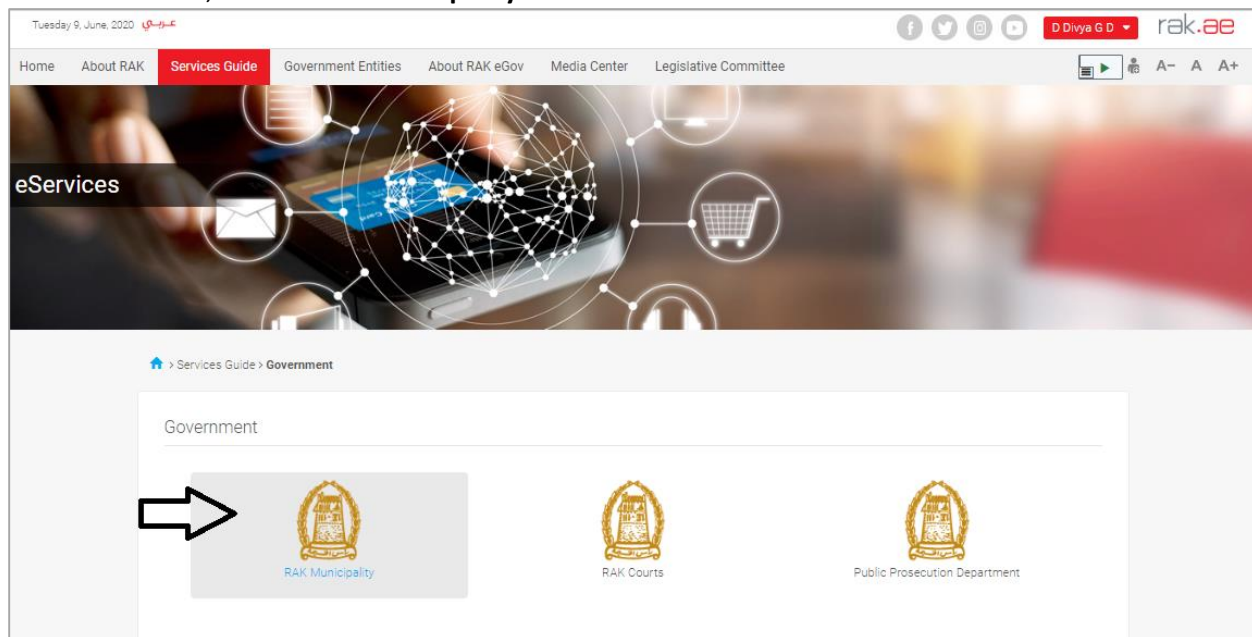 Tuesday 9, June, 2020 عربي
D Divya G D
rak.ae
Home About RAK Services Guide Government Entities About RAK eGov Media Center Legislative Committee A- A A+
eServices
> Services Guide > Government
Government
RAK Municipality RAK Courts Public Prosecution Department